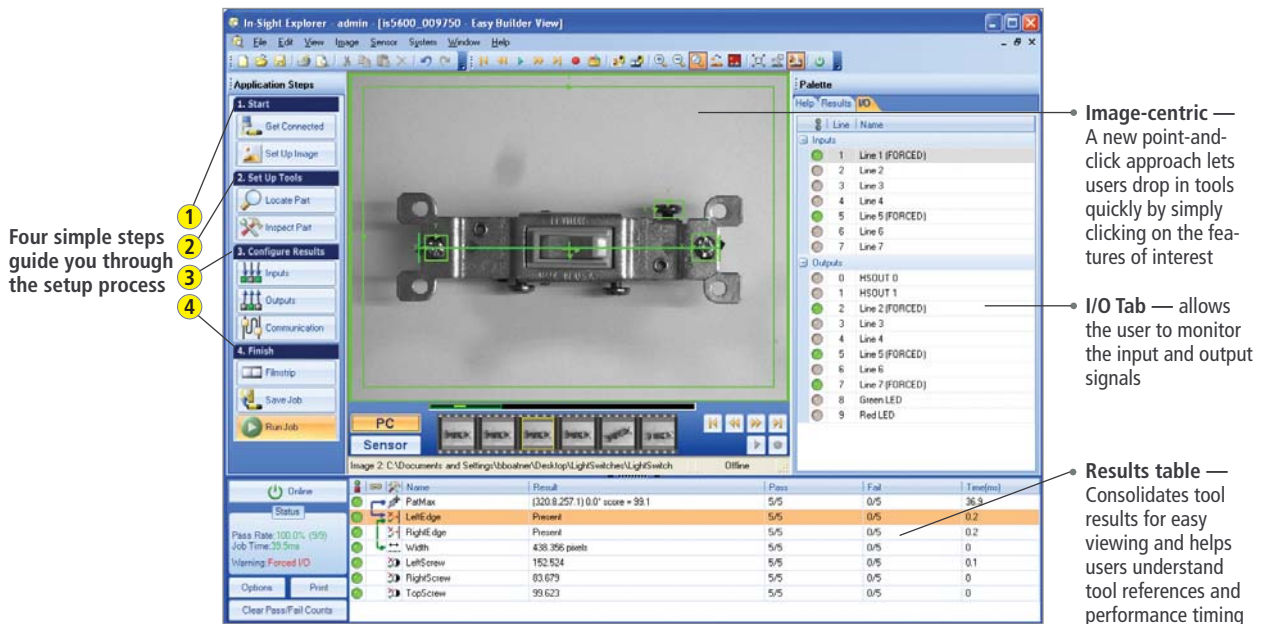 In-Sight Explorer - admin - [is5600_009750 - Easy Builder View]
File Edit View Image Sensor System Window Help
Application Steps
1. Start
Get Connected
Set Up Image
2. Set Up Tools
Locate Part
Inspect Part
3. Configure Results
Inputs
Outputs
Communication
4. Finish
Filmstrip
Save Job
Run Job
Four simple steps
guide you through
the setup process
1
2
3
4
PC
Sensor
Image 2: C:\Documents and Settings\bboatner\Desktop\LightSwitches\LightSwitch Offline
Palette
Help Results I/O
Line Name
Inputs
1 Line 1 (FORCED)
2 Line 2
3 Line 3
4 Line 4
5 Line 5 (FORCED)
6 Line 6
7 Line 7
Outputs
0 HSOUT 0
1 HSOUT 1
2 Line 2 (FORCED)
3 Line 3
4 Line 4
5 Line 5 (FORCED)
6 Line 6
7 Line 7 (FORCED)
8 Green LED
9 Red LED
Image-centric —
A new point-and-
click approach lets
users drop in tools
quickly by simply
clicking on the fea-
tures of interest
I/O Tab — allows
the user to monitor
the input and output
signals
Results table —
Consolidates tool
results for easy
viewing and helps
users understand
tool references and
performance timing
Online
Status
Pass Rate: 100.0% (9/9)
Job Time: 39.5ms
Warning: Forced I/O
Options Print
Clear Pass/Fail Counts
Name Result Pass Fail Time(ms)
PatMax (320.8,257.1) 0.0° score = 99.1 5/5 0/5 36.9
LeftEdge Present 5/5 0/5 0.2
RightEdge Present 5/5 0/5 0.2
Width 438.356 pixels 5/5 0/5 0
LeftScrew 152.524 5/5 0/5 0.1
RightScrew 83.679 5/5 0/5 0
TopScrew 99.623 5/5 0/5 0